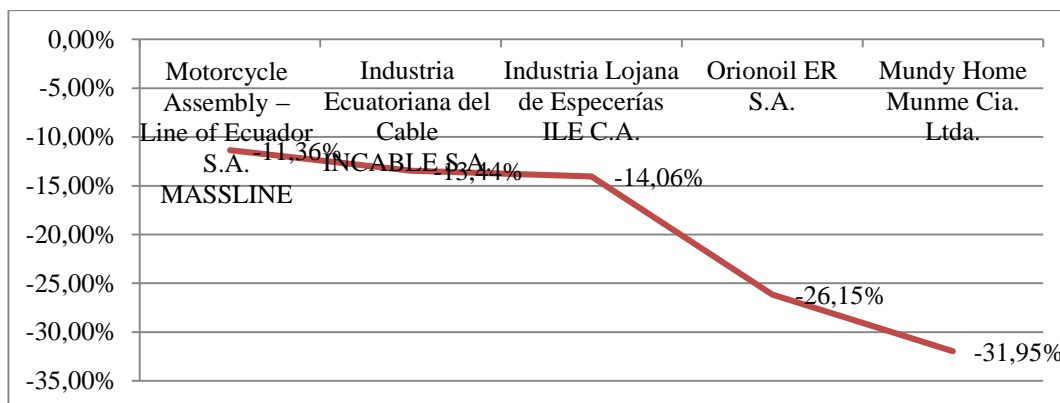 0,00%
-5,00%
-10,00%
-15,00%
-20,00%
-25,00%
-30,00%
-35,00%
Motorcycle
Assembly –
Line of Ecuador
S.A.
MASSLINE
Industria
Ecuatoriana del
Cable
INCABLE S.A.
Industria Lojana
de Especerías
ILE C.A.
Orionoil ER
S.A.
Mundy Home
Munme Cia.
Ltda.
-11,36%
-13,44%
-14,06%
-26,15%
-31,95%